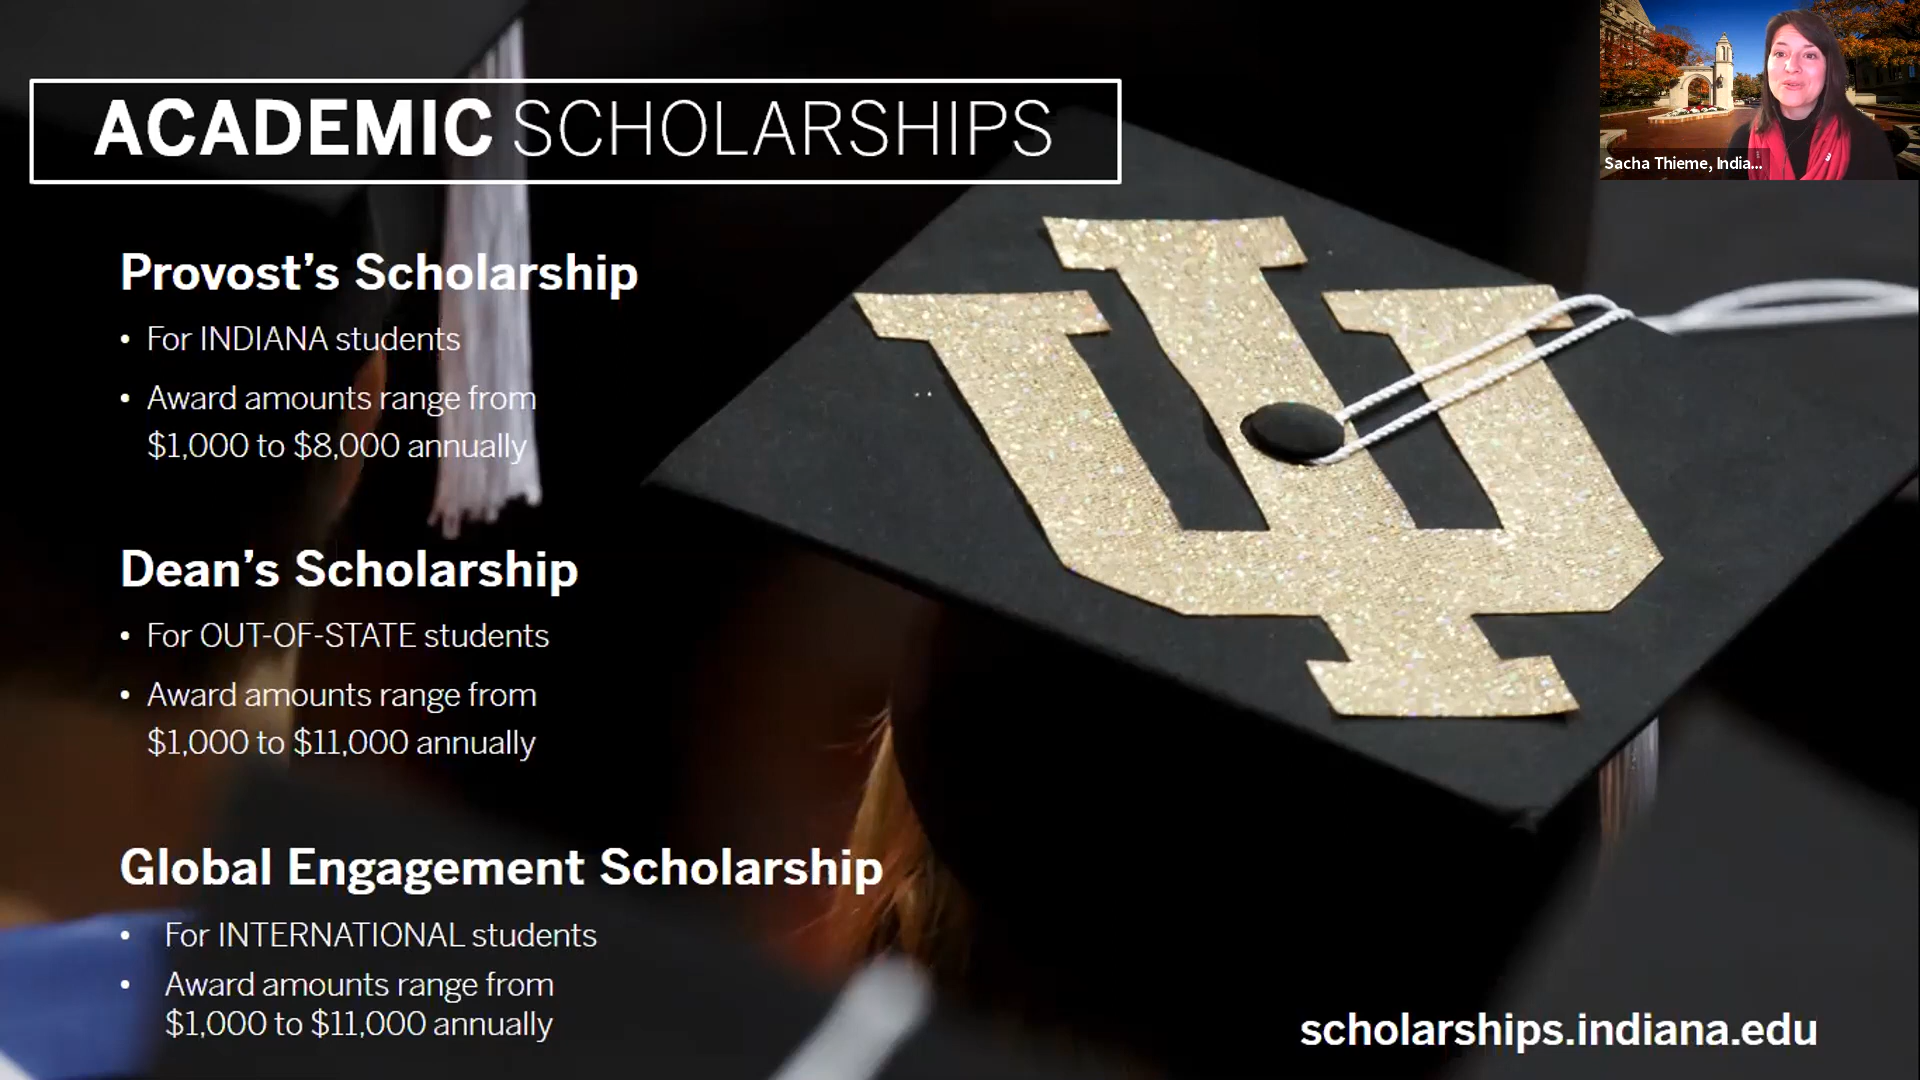 ACADEMIC SCHOLARSHIPS
Sacha Thieme, India...
Provost's Scholarship
• For INDIANA students
• Award amounts range from
$1,000 to $8,000 annually
Dean's Scholarship
• For OUT-OF-STATE students
• Award amounts range from
$1,000 to $11,000 annually
Global Engagement Scholarship
• For INTERNATIONAL students
• Award amounts range from
$1,000 to $11,000 annually
scholarships.indiana.edu